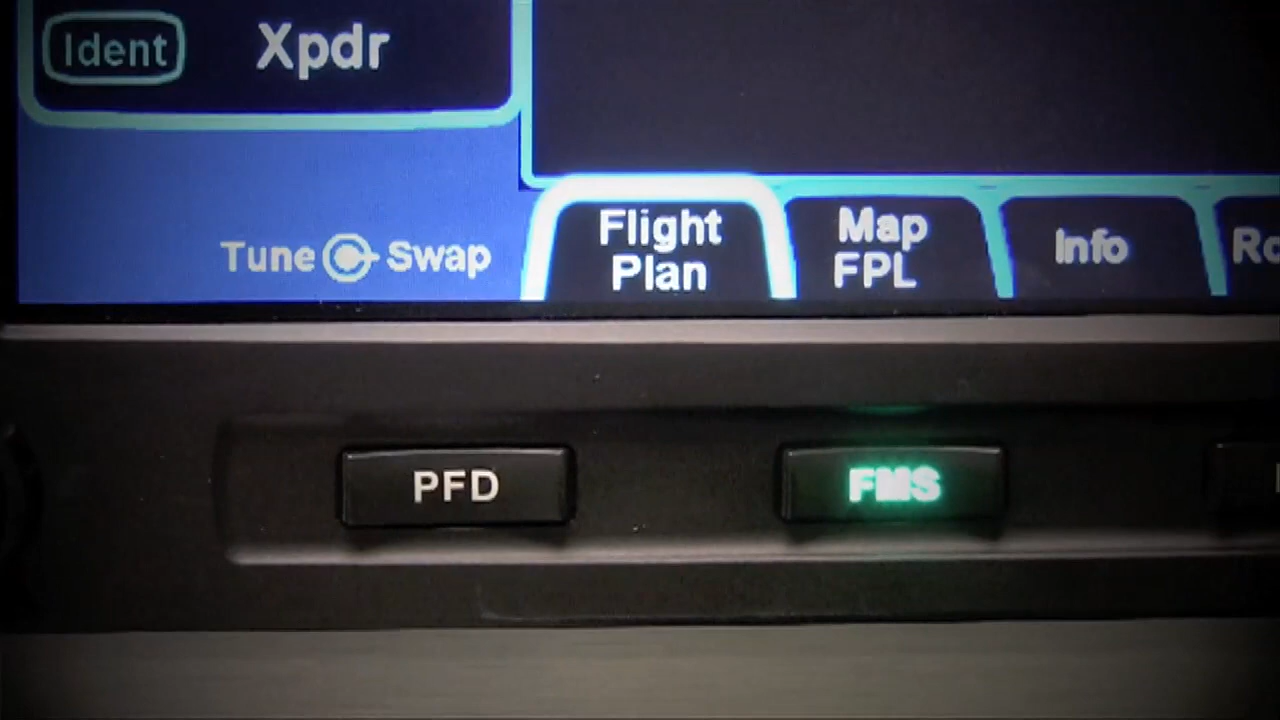 Ident
Xpdr
Tune Swap
Flight
Plan
Map
FPL
Info
PFD
FMS